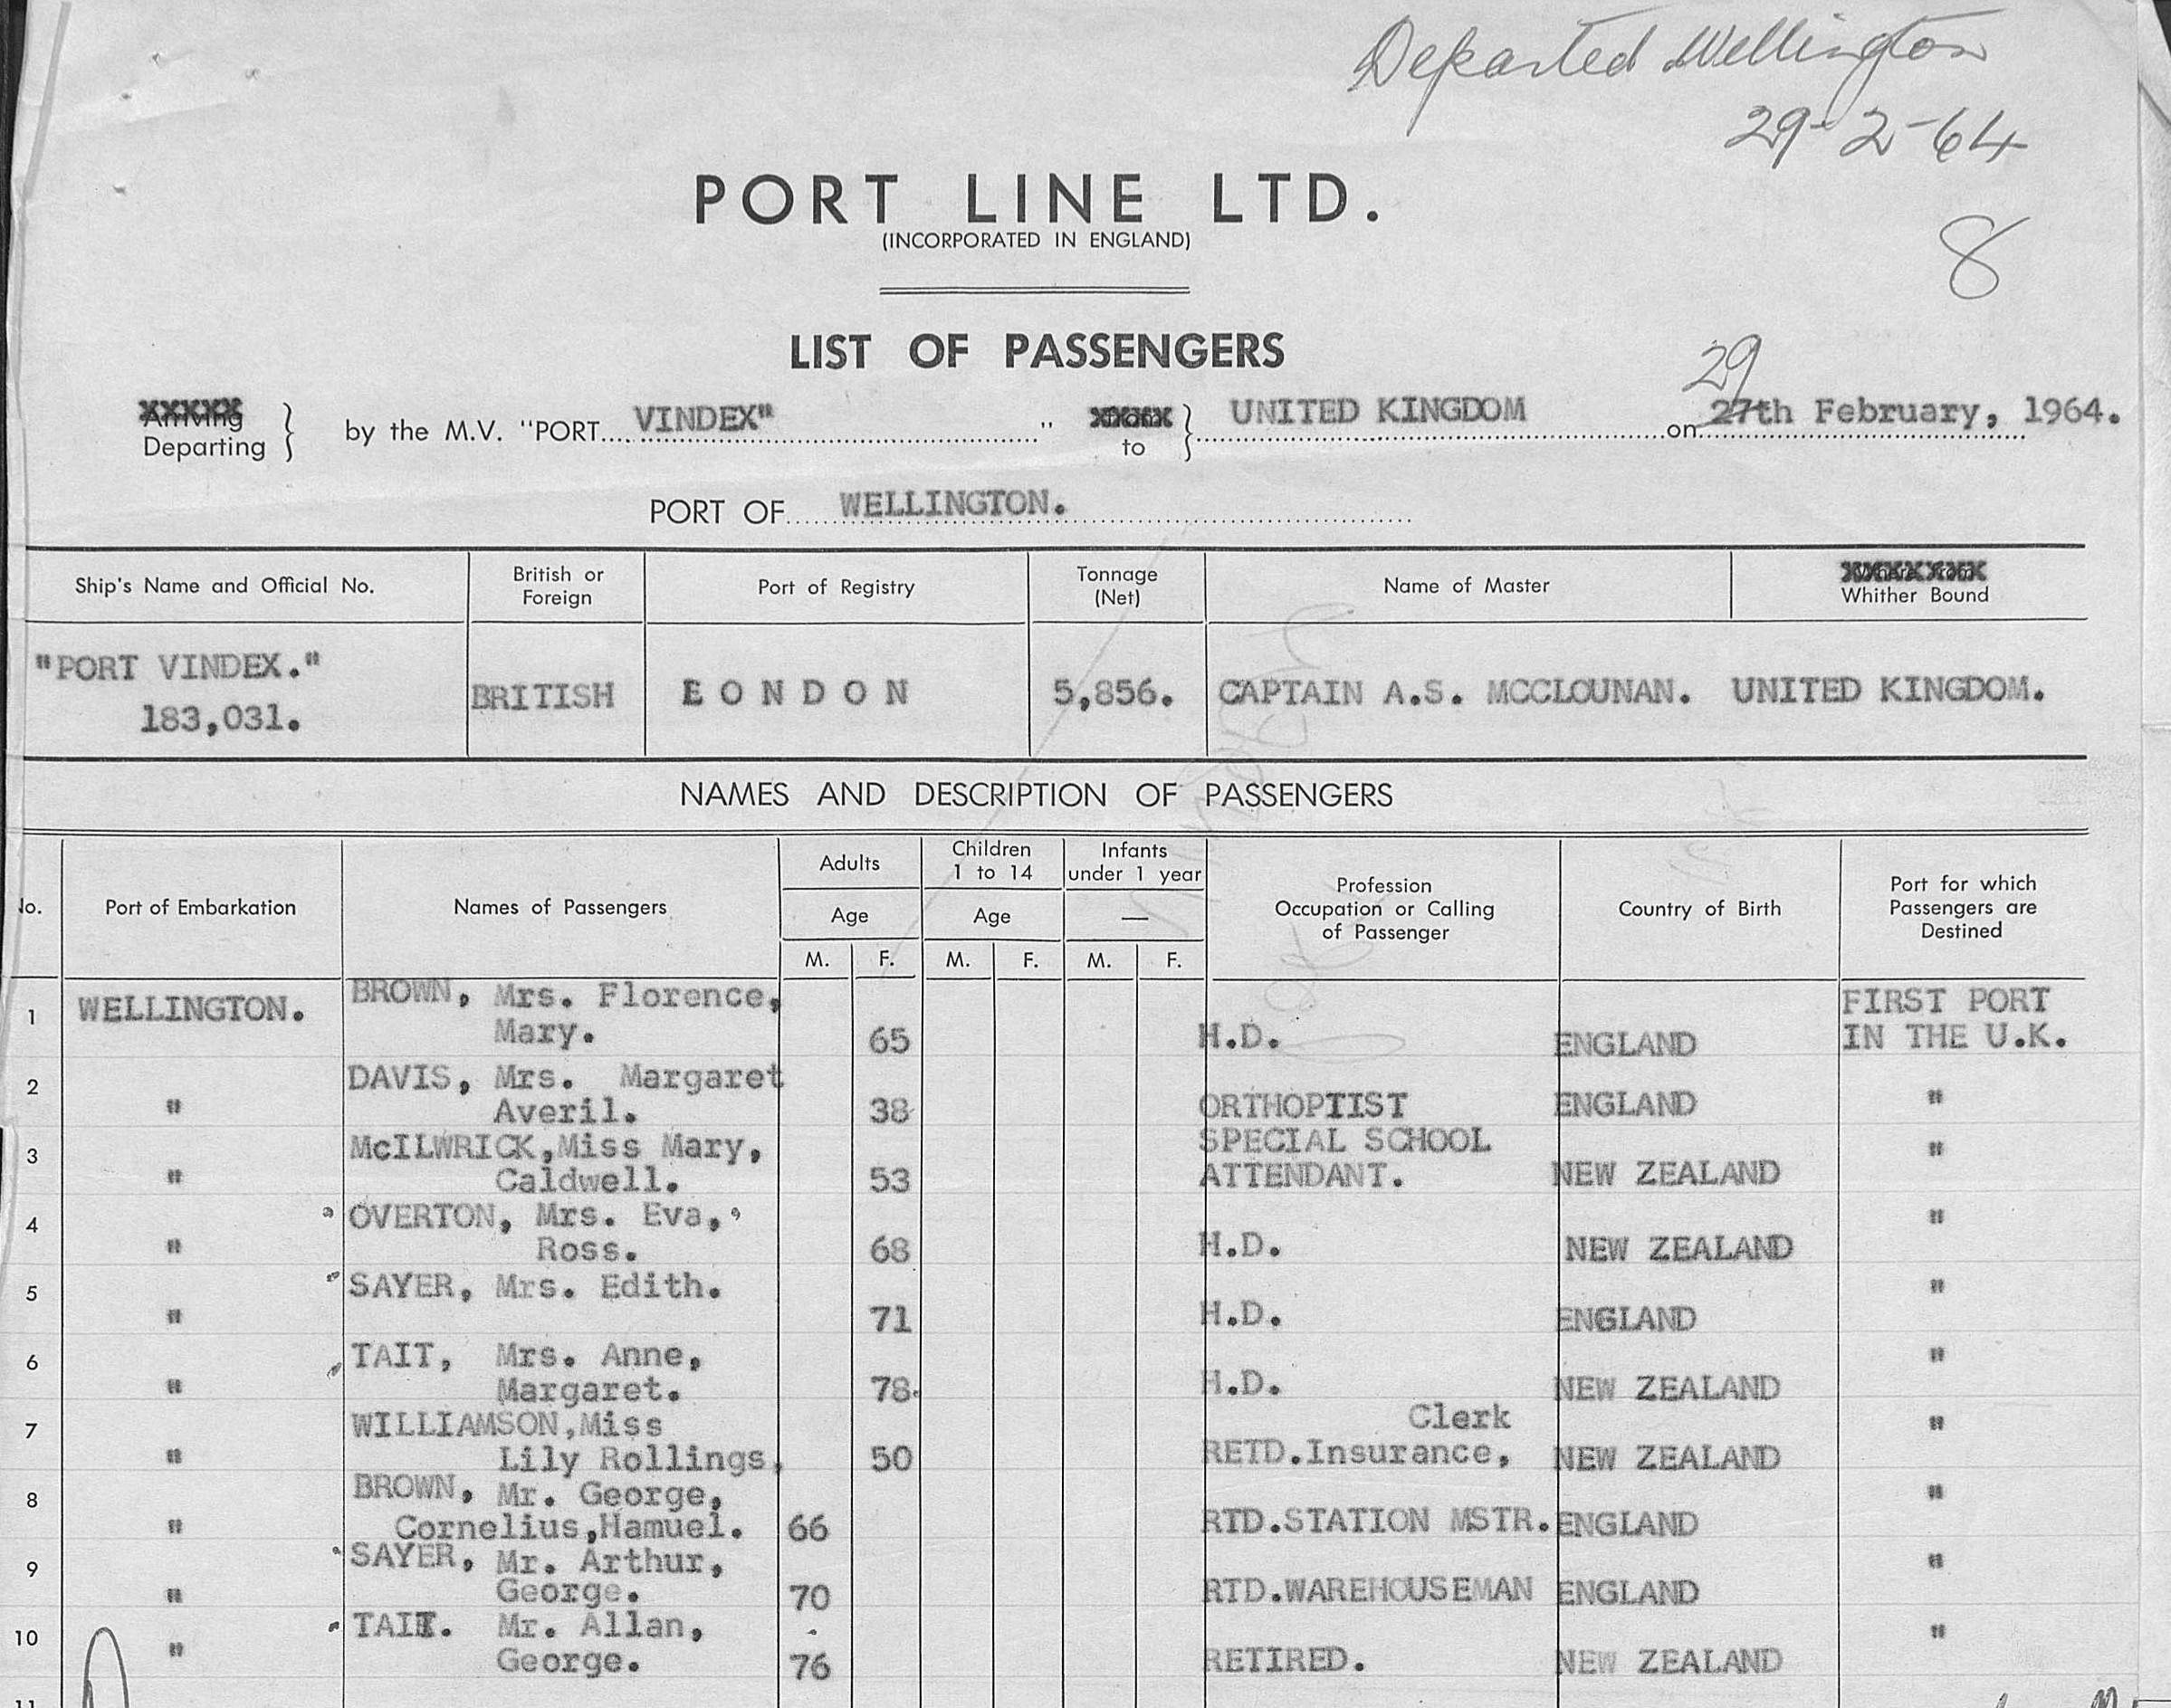 Departed Wellington
29-2-64
8
PORT LINE LTD.
(INCORPORATED IN ENGLAND)
LIST OF PASSENGERS
29
Arriving
Departing } by the M.V. "PORT VINDEX" " to } UNITED KINGDOM on 27th February, 1964.
PORT OF WELLINGTON.
Ship's Name and Official No. British or Foreign Port of Registry Tonnage (Net) Name of Master Whither Bound
"PORT VINDEX." 183,031. BRITISH LONDON 5,856. CAPTAIN A.S. MCCLOUNAN. UNITED KINGDOM.
NAMES AND DESCRIPTION OF PASSENGERS
No. Port of Embarkation Names of Passengers Adults Children 1 to 14 Infants under 1 year Profession Occupation or Calling of Passenger Country of Birth Port for which Passengers are Destined
Age Age —
M. F. M. F. M. F.
1 WELLINGTON. BROWN, Mrs. Florence, FIRST PORT
Mary. 65 H.D. ENGLAND IN THE U.K.
2 DAVIS, Mrs. Margaret
" Averil. 38 ORTHOPTIST ENGLAND "
3 McILWRICK,Miss Mary, SPECIAL SCHOOL "
" Caldwell. 53 ATTENDANT. NEW ZEALAND
4 OVERTON, Mrs. Eva, "
" Ross. 68 H.D. NEW ZEALAND
5 SAYER, Mrs. Edith. "
" 71 H.D. ENGLAND
6 TAIT, Mrs. Anne, "
" Margaret. 78. H.D. NEW ZEALAND
7 WILLIAMSON,Miss Clerk "
" Lily Rollings, 50 RETD.Insurance, NEW ZEALAND
8 BROWN, Mr. George, "
" Cornelius,Hamuel. 66 RTD.STATION MSTR. ENGLAND
9 SAYER, Mr. Arthur, "
" George. 70 RTD.WAREHOUSEMAN ENGLAND
10 TAIT. Mr. Allan, "
" George. 76 RETIRED. NEW ZEALAND
11